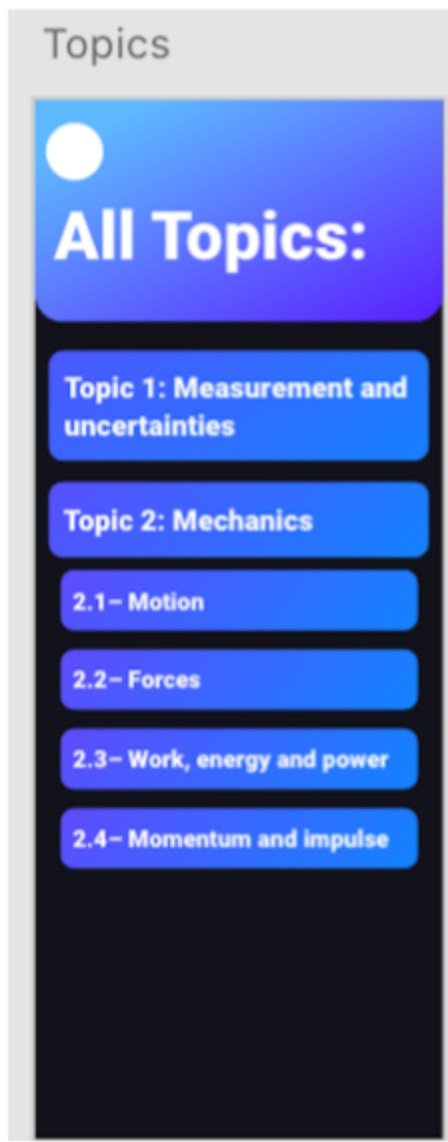 Topics
All Topics:
Topic 1: Measurement and
uncertainties
Topic 2: Mechanics
2.1– Motion
2.2– Forces
2.3– Work, energy and power
2.4– Momentum and impulse